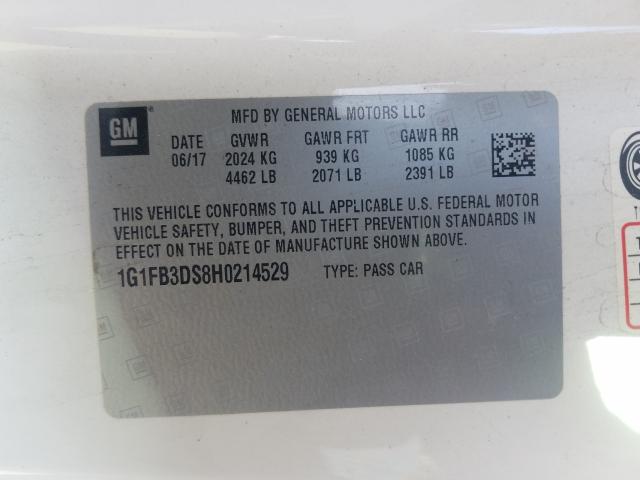 GM
MFD BY GENERAL MOTORS LLC
DATE GVWR GAWR FRT GAWR RR
06/17 2024 KG 939 KG 1085 KG
4462 LB 2071 LB 2391 LB
THIS VEHICLE CONFORMS TO ALL APPLICABLE U.S. FEDERAL MOTOR
VEHICLE SAFETY, BUMPER, AND THEFT PREVENTION STANDARDS IN
EFFECT ON THE DATE OF MANUFACTURE SHOWN ABOVE.
1G1FB3DS8H0214529 TYPE: PASS CAR